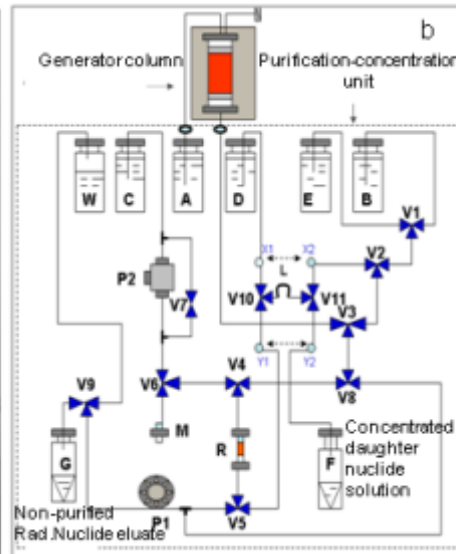 b
Generator column
Purification-concentration
unit
W
C
A
D
E
B
V1
X1
X2
V2
P2
L
V7
V10
V11
V3
Y1
Y2
V9
V6
V4
V8
M
R
G
F
Concentrated
daughter
nuclide
solution
Non-purified
Rad.Nuclide eluate
P1
V5